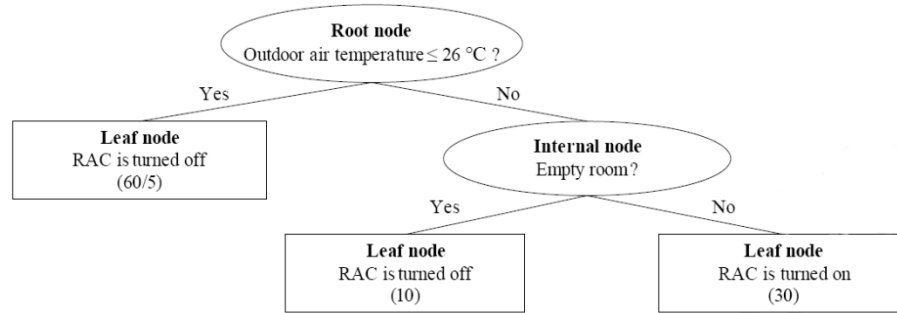 Root node
Outdoor air temperature ≤ 26 °C ?
Yes
No
Leaf node
RAC is turned off
(60/5)
Internal node
Empty room?
Yes
No
Leaf node
RAC is turned off
(10)
Leaf node
RAC is turned on
(30)